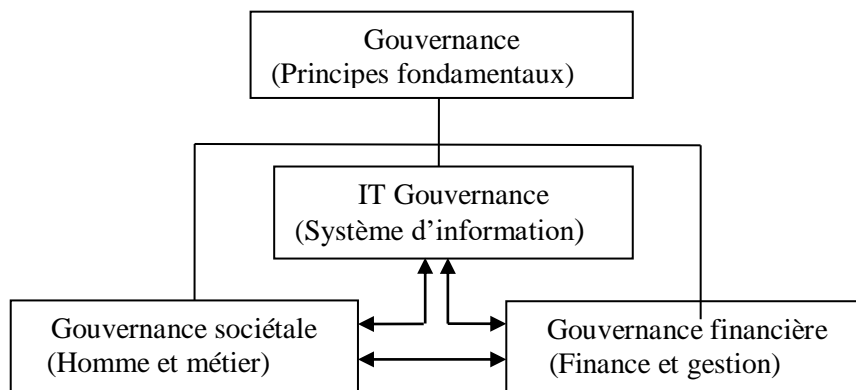 Gouvernance
(Principes fondamentaux)
IT Gouvernance
(Système d’information)
Gouvernance sociétale
(Homme et métier)
Gouvernance financière
(Finance et gestion)